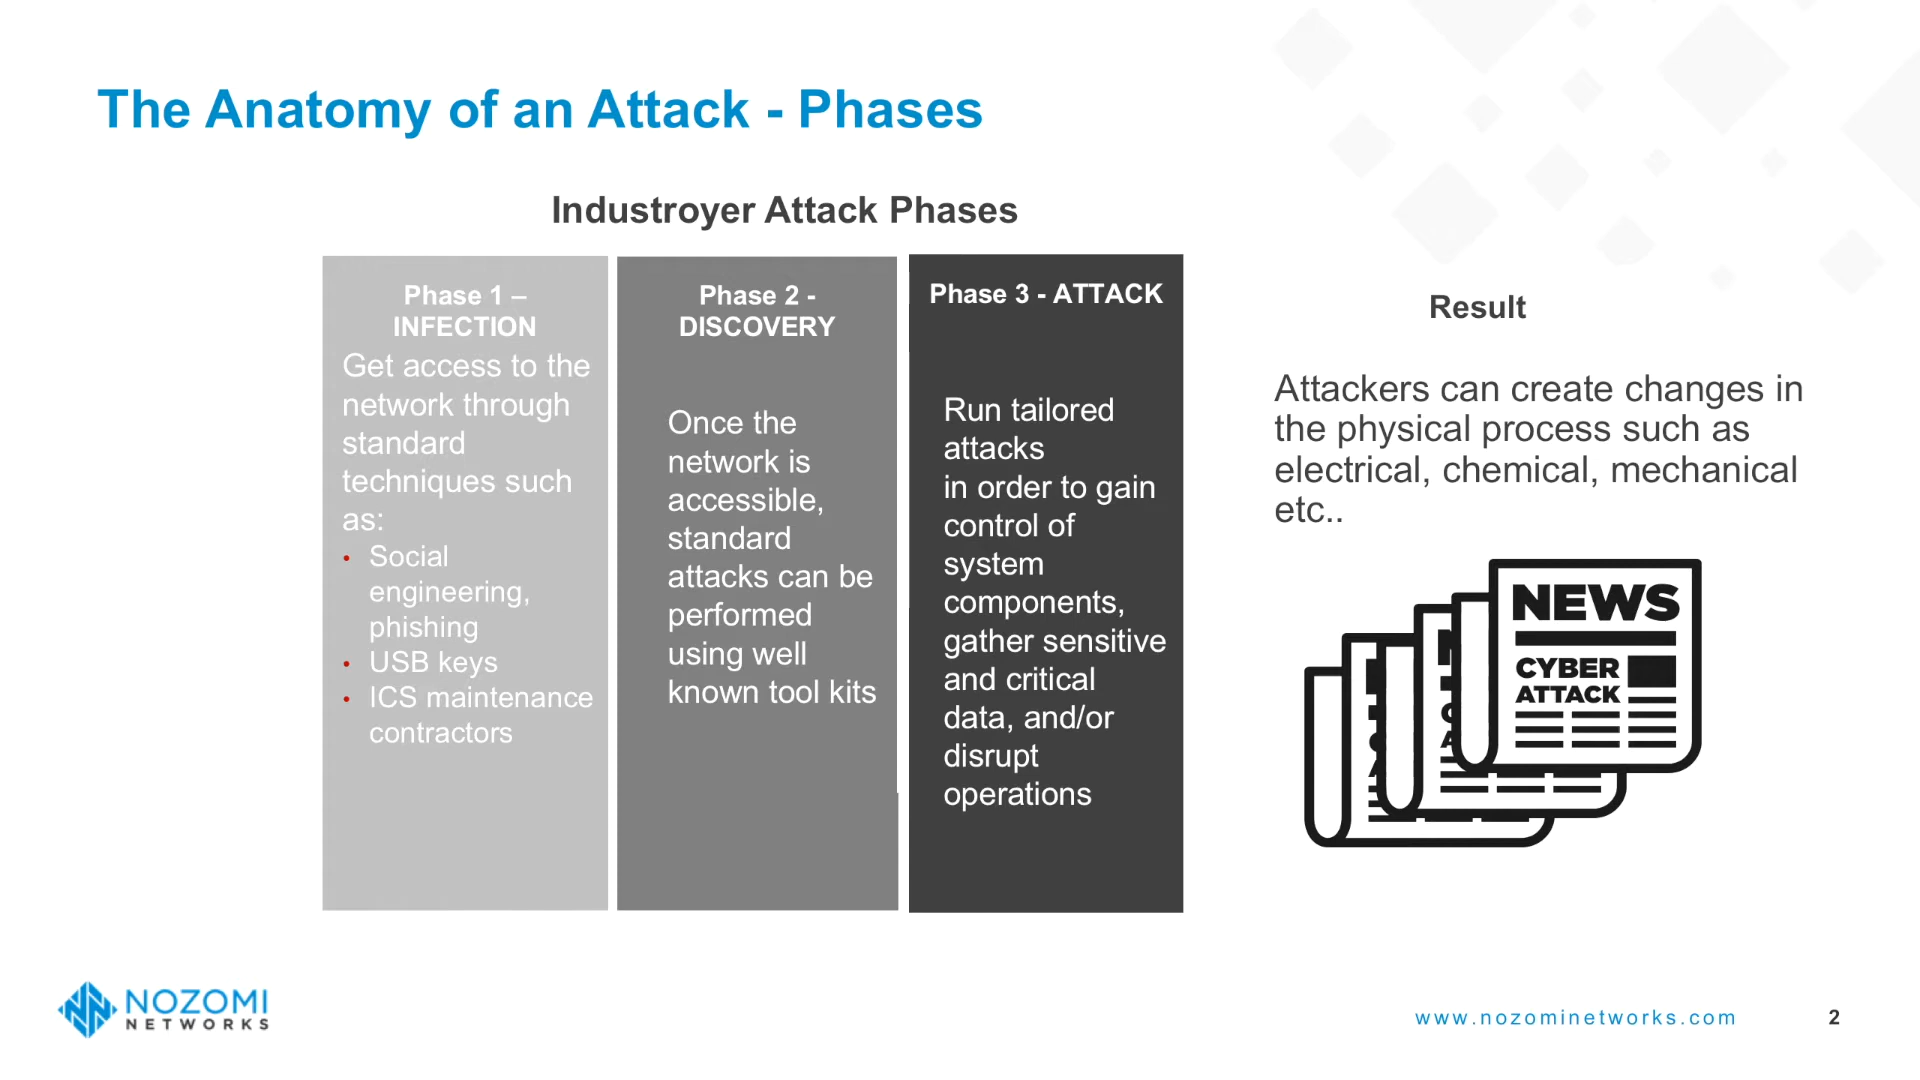 The Anatomy of an Attack - Phases
Industroyer Attack Phases
Phase 1 –
INFECTION
Get access to the
network through
standard
techniques such
as:
• Social
engineering,
phishing
• USB keys
• ICS maintenance
contractors
Phase 2 -
DISCOVERY
Once the
network is
accessible,
standard
attacks can be
performed
using well
known tool kits
Phase 3 - ATTACK
Run tailored
attacks
in order to gain
control of
system
components,
gather sensitive
and critical
data, and/or
disrupt
operations
Result
Attackers can create changes in
the physical process such as
electrical, chemical, mechanical
etc..
NEWS
CYBER
ATTACK
NOZOMI
NETWORKS
www.nozominetworks.com
2